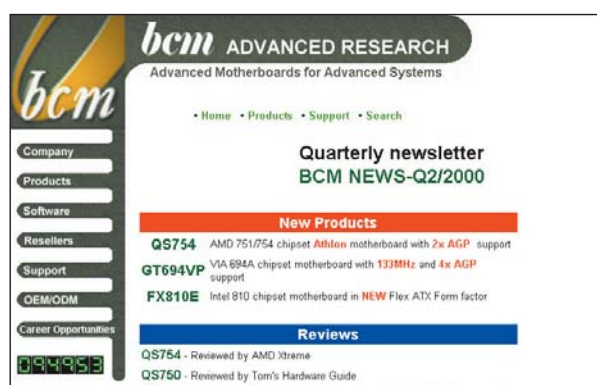 bcm ADVANCED RESEARCH
Advanced Motherboards for Advanced Systems
bcm
• Home • Products • Support • Search
Company
Products
Software
Resellers
Support
OEM/ODM
Career Opportunities
094953
Quarterly newsletter
BCM NEWS-Q2/2000
New Products
QS754 AMD 751/754 chipset Athlon motherboard with 2x AGP support
GT694VP VIA 694A chipset motherboard with 133MHz and 4x AGP
support
FX810E Intel 810 chipset motherboard in NEW Flex ATX Form factor
Reviews
QS754 - Reviewed by AMD Xtreme
QS750 - Reviewed by Tom's Hardware Guide